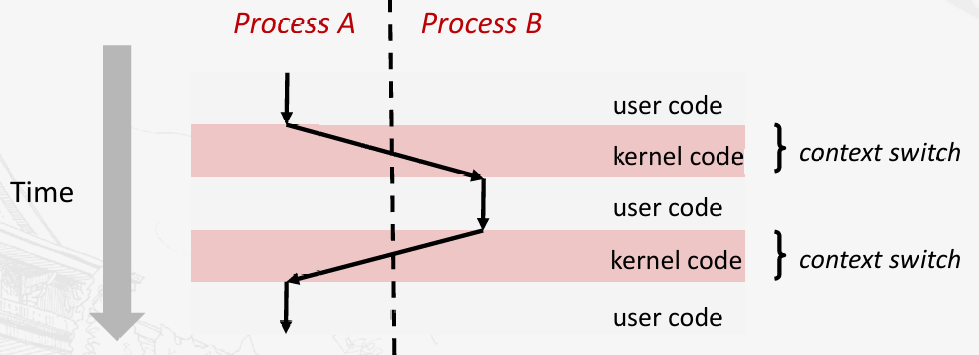 Process A
Process B
user code
kernel code
context switch
Time
user code
kernel code
context switch
user code